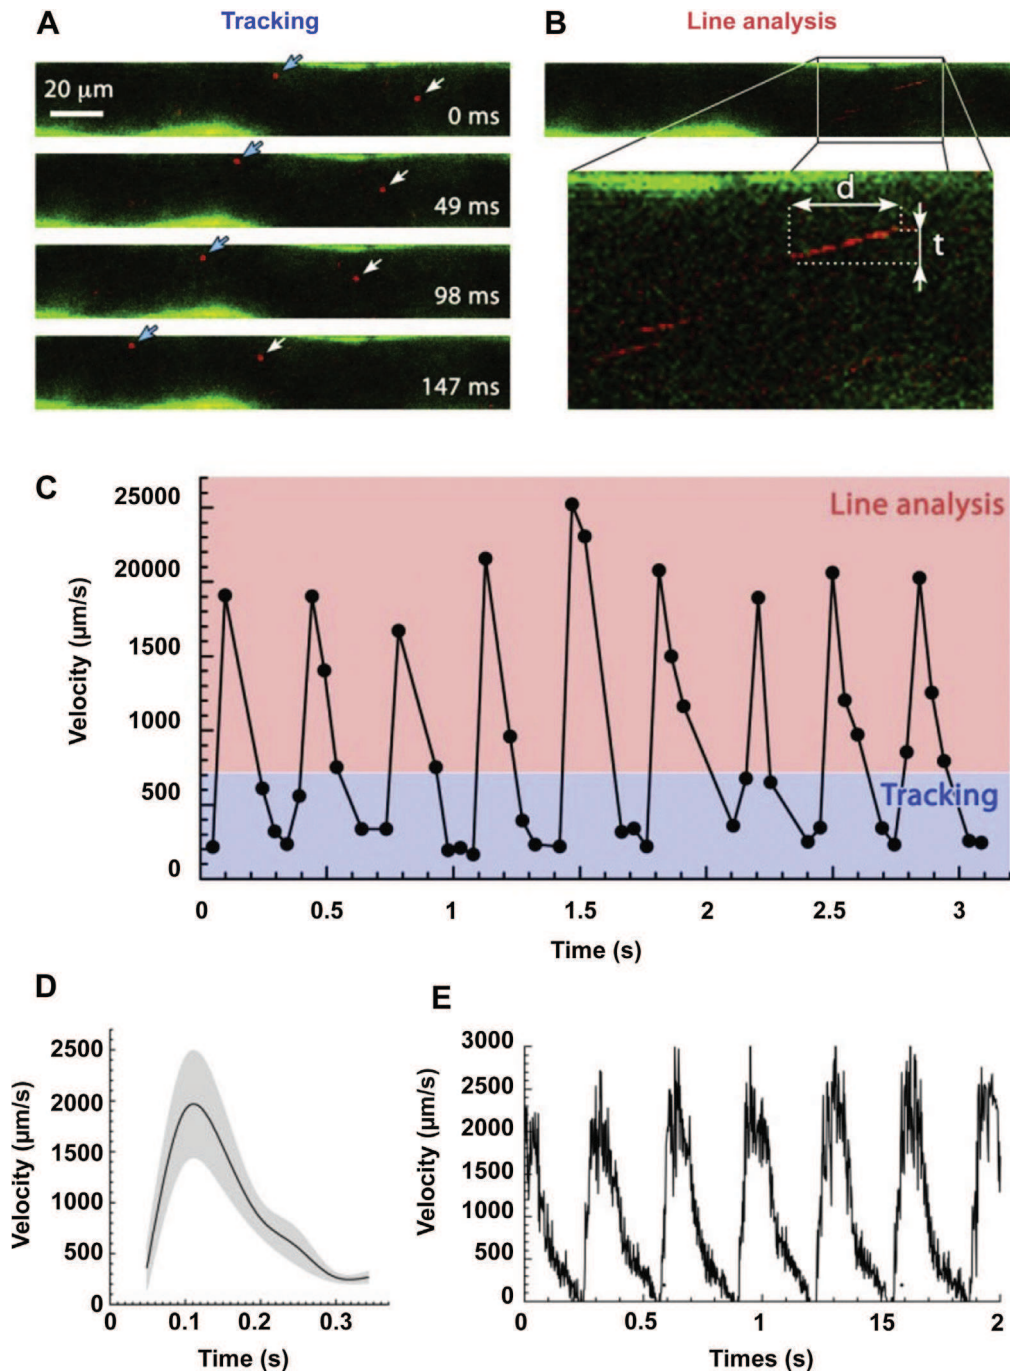 A
Tracking
20 μm
0 ms
49 ms
98 ms
147 ms
B
Line analysis
d
t
C
Line analysis
Tracking
Velocity (μm/s)
25000
20000
1500
1000
500
0
0 0.5 1 1.5 2 2.5 3
Time (s)
D
Velocity (μm/s)
2500
2000
1500
1000
500
0
0 0.1 0.2 0.3
Time (s)
E
Velocity (μm/s)
3000
2500
2000
1500
1000
500
0
0 0.5 1 15 2
Times (s)